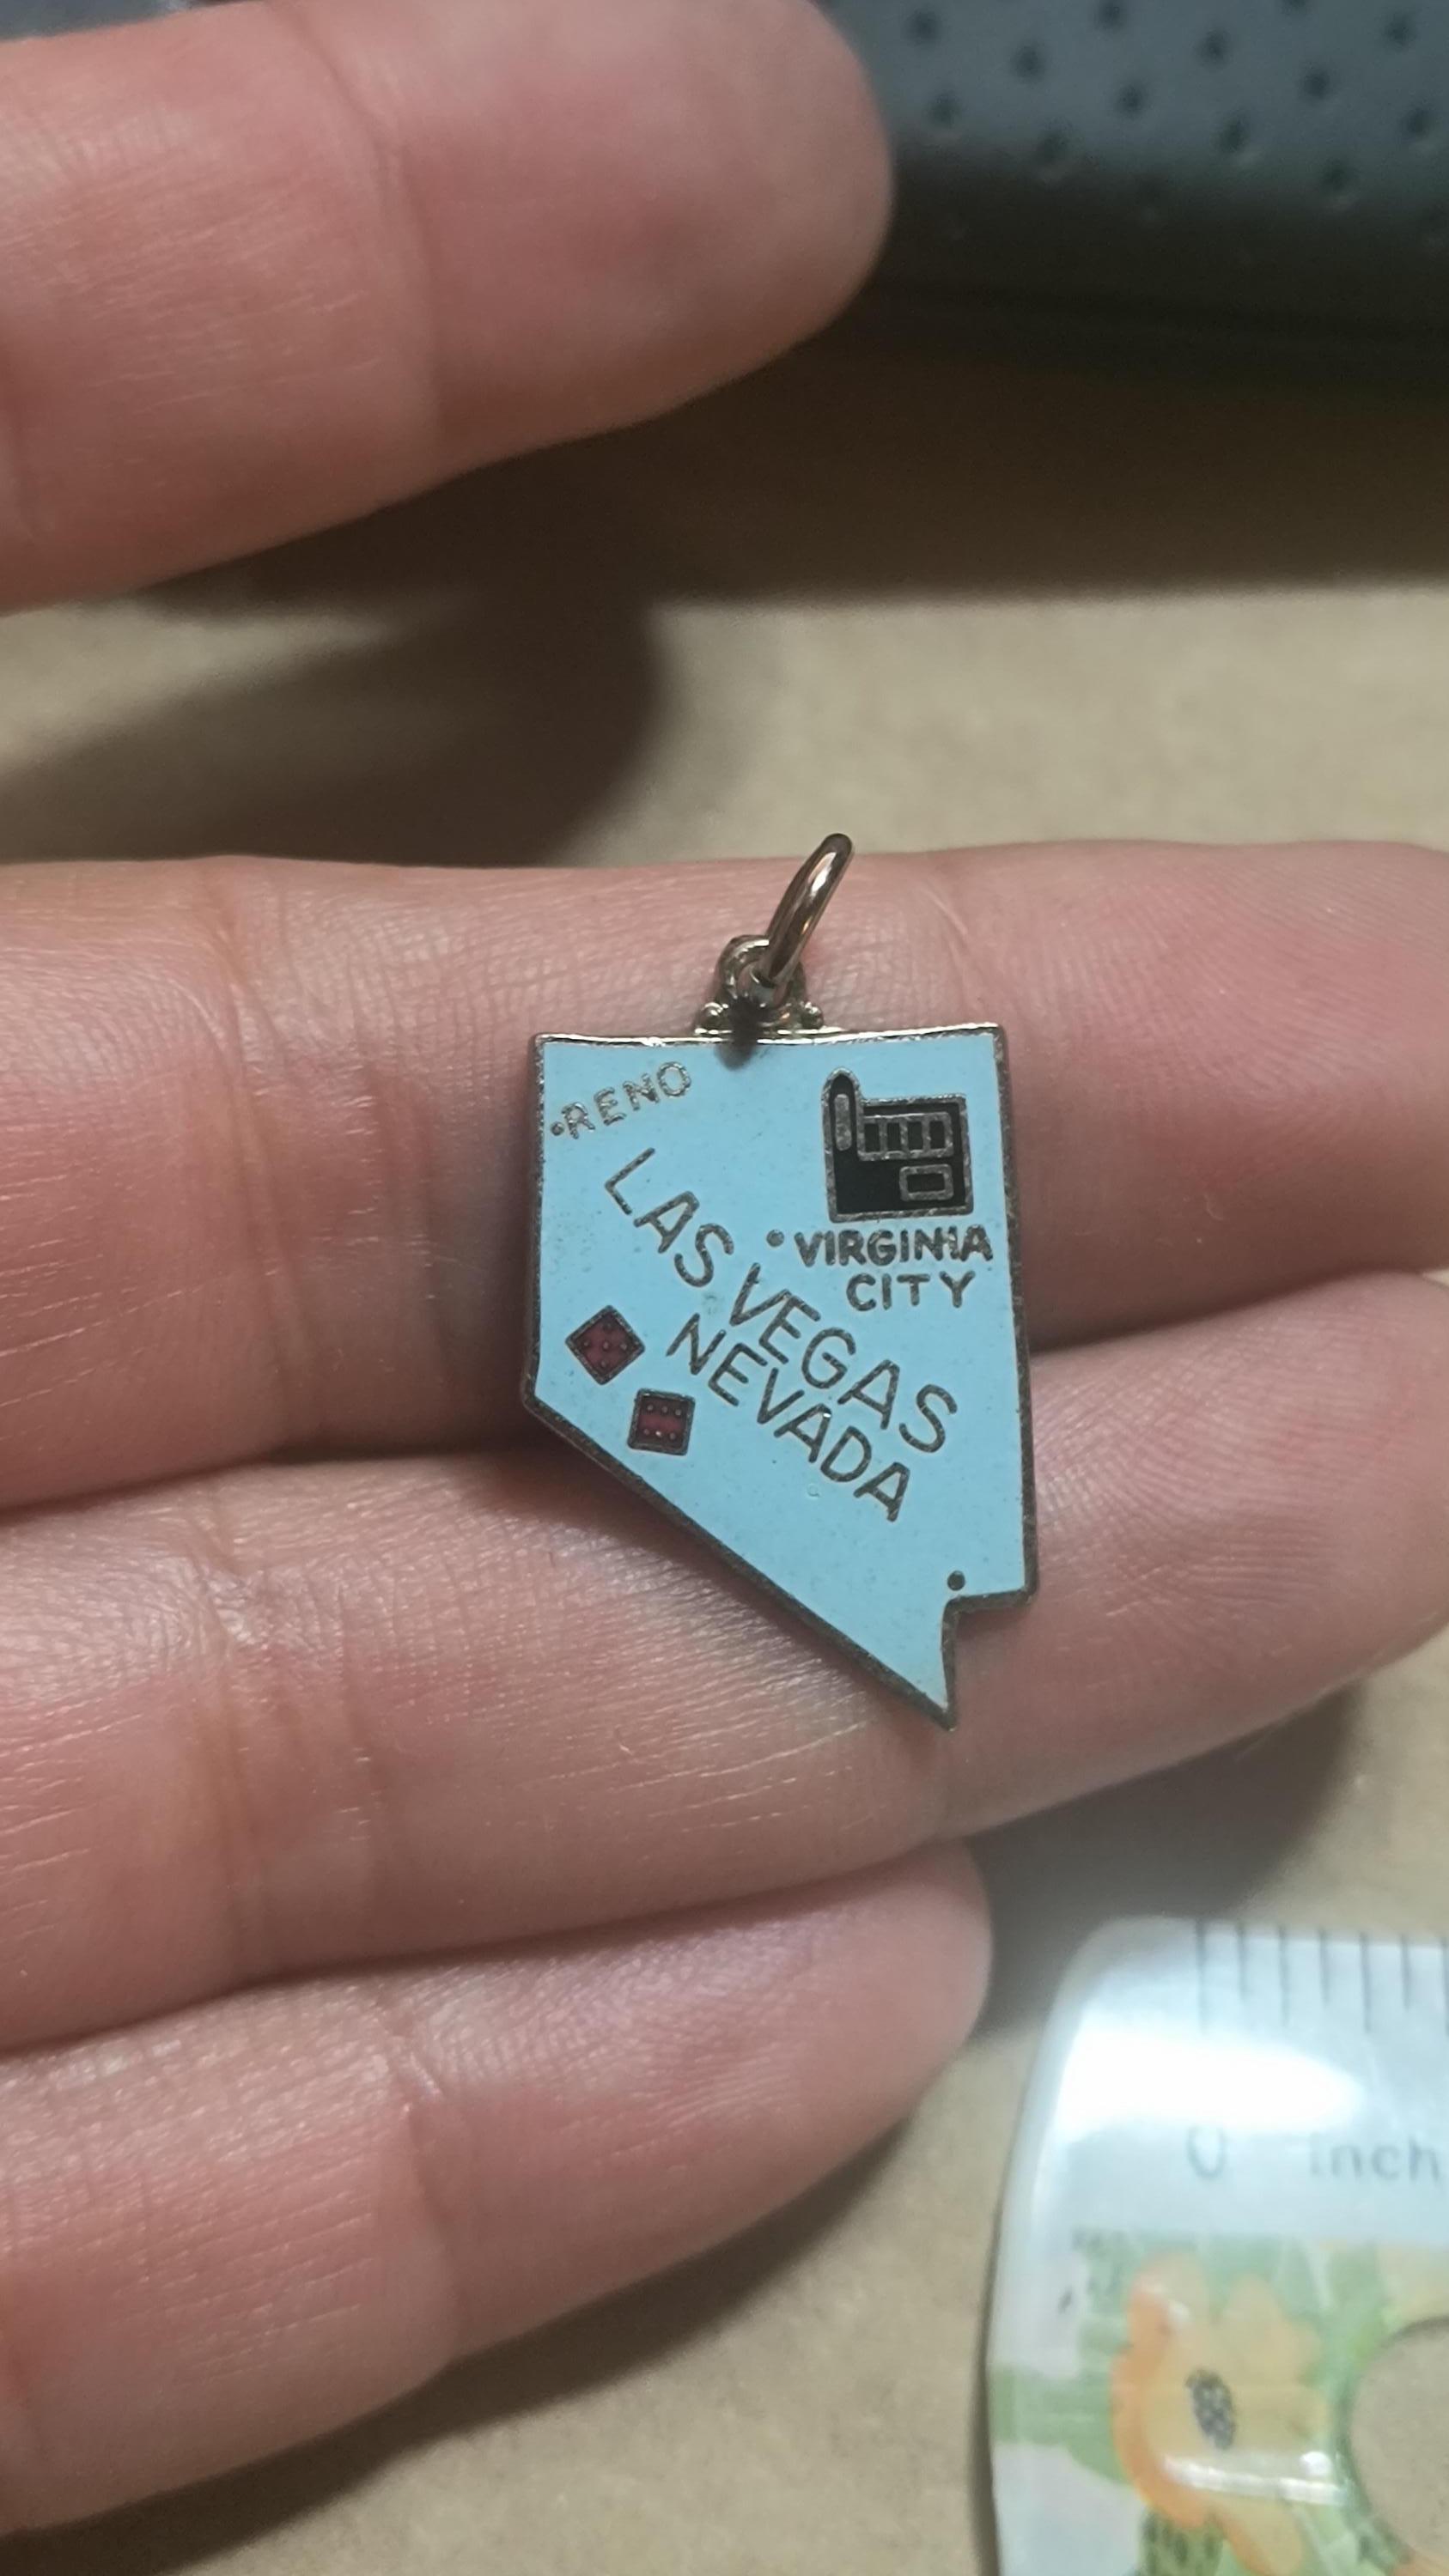 RENO
VIRGINIA
CITY
LAS VEGAS
NEVADA
0 inch